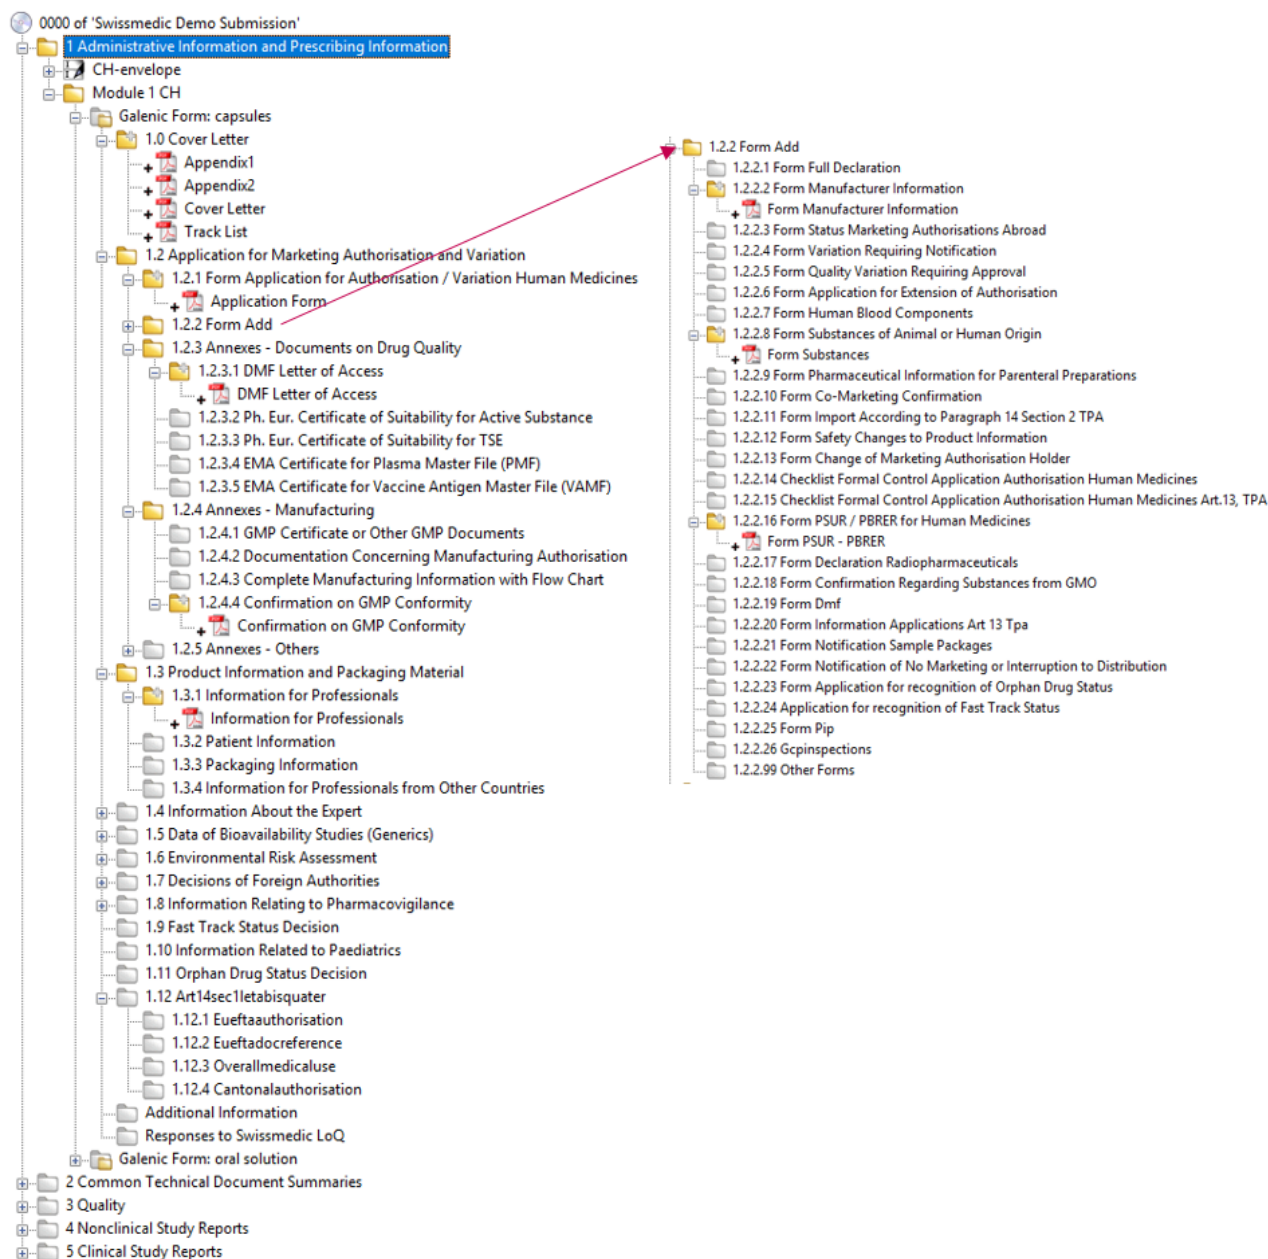 0000 of 'Swissmedic Demo Submission'
1 Administrative Information and Prescribing Information
CH-envelope
Module 1 CH
Galenic Form: capsules
1.0 Cover Letter
Appendix1
Appendix2
Cover Letter
Track List
1.2 Application for Marketing Authorisation and Variation
1.2.1 Form Application for Authorisation / Variation Human Medicines
Application Form
1.2.2 Form Add
1.2.3 Annexes - Documents on Drug Quality
1.2.3.1 DMF Letter of Access
DMF Letter of Access
1.2.3.2 Ph. Eur. Certificate of Suitability for Active Substance
1.2.3.3 Ph. Eur. Certificate of Suitability for TSE
1.2.3.4 EMA Certificate for Plasma Master File (PMF)
1.2.3.5 EMA Certificate for Vaccine Antigen Master File (VAMF)
1.2.4 Annexes - Manufacturing
1.2.4.1 GMP Certificate or Other GMP Documents
1.2.4.2 Documentation Concerning Manufacturing Authorisation
1.2.4.3 Complete Manufacturing Information with Flow Chart
1.2.4.4 Confirmation on GMP Conformity
Confirmation on GMP Conformity
1.2.5 Annexes - Others
1.3 Product Information and Packaging Material
1.3.1 Information for Professionals
Information for Professionals
1.3.2 Patient Information
1.3.3 Packaging Information
1.3.4 Information for Professionals from Other Countries
1.4 Information About the Expert
1.5 Data of Bioavailability Studies (Generics)
1.6 Environmental Risk Assessment
1.7 Decisions of Foreign Authorities
1.8 Information Relating to Pharmacovigilance
1.9 Fast Track Status Decision
1.10 Information Related to Paediatrics
1.11 Orphan Drug Status Decision
1.12 Art14sec1letabisquater
1.12.1 Eueftaauthorisation
1.12.2 Eueftadocreference
1.12.3 Overallmedicaluse
1.12.4 Cantonalauthorisation
Additional Information
Responses to Swissmedic LoQ
Galenic Form: oral solution
2 Common Technical Document Summaries
3 Quality
4 Nonclinical Study Reports
5 Clinical Study Reports
1.2.2 Form Add
1.2.2.1 Form Full Declaration
1.2.2.2 Form Manufacturer Information
Form Manufacturer Information
1.2.2.3 Form Status Marketing Authorisations Abroad
1.2.2.4 Form Variation Requiring Notification
1.2.2.5 Form Quality Variation Requiring Approval
1.2.2.6 Form Application for Extension of Authorisation
1.2.2.7 Form Human Blood Components
1.2.2.8 Form Substances of Animal or Human Origin
Form Substances
1.2.2.9 Form Pharmaceutical Information for Parenteral Preparations
1.2.2.10 Form Co-Marketing Confirmation
1.2.2.11 Form Import According to Paragraph 14 Section 2 TPA
1.2.2.12 Form Safety Changes to Product Information
1.2.2.13 Form Change of Marketing Authorisation Holder
1.2.2.14 Checklist Formal Control Application Authorisation Human Medicines
1.2.2.15 Checklist Formal Control Application Authorisation Human Medicines Art.13, TPA
1.2.2.16 Form PSUR / PBRER for Human Medicines
Form PSUR - PBRER
1.2.2.17 Form Declaration Radiopharmaceuticals
1.2.2.18 Form Confirmation Regarding Substances from GMO
1.2.2.19 Form Dmf
1.2.2.20 Form Information Applications Art 13 Tpa
1.2.2.21 Form Notification Sample Packages
1.2.2.22 Form Notification of No Marketing or Interruption to Distribution
1.2.2.23 Form Application for recognition of Orphan Drug Status
1.2.2.24 Application for recognition of Fast Track Status
1.2.2.25 Form Pip
1.2.2.26 Gcpinspections
1.2.2.99 Other Forms